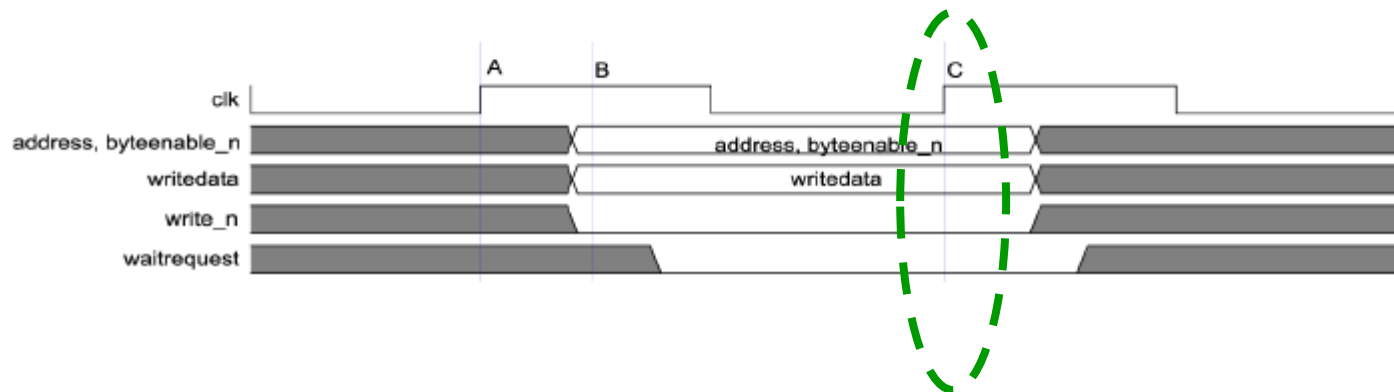 A B C
clk
address, byteenable_n address, byteenable_n
writedata writedata
write_n
waitrequest